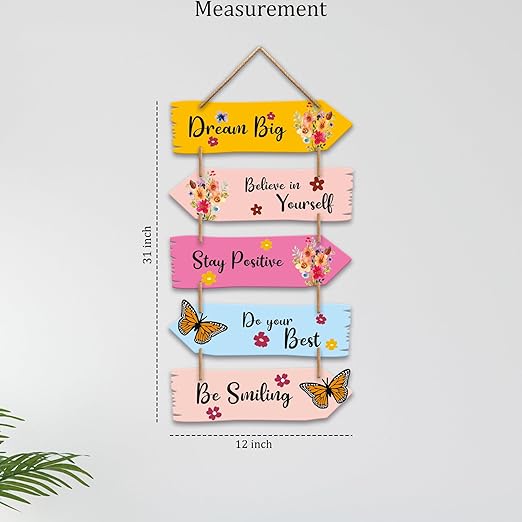 Measurement
Dream Big
Believe in
Yourself
Stay Positive
Do your
Best
Be Smiling
31 inch
12 inch